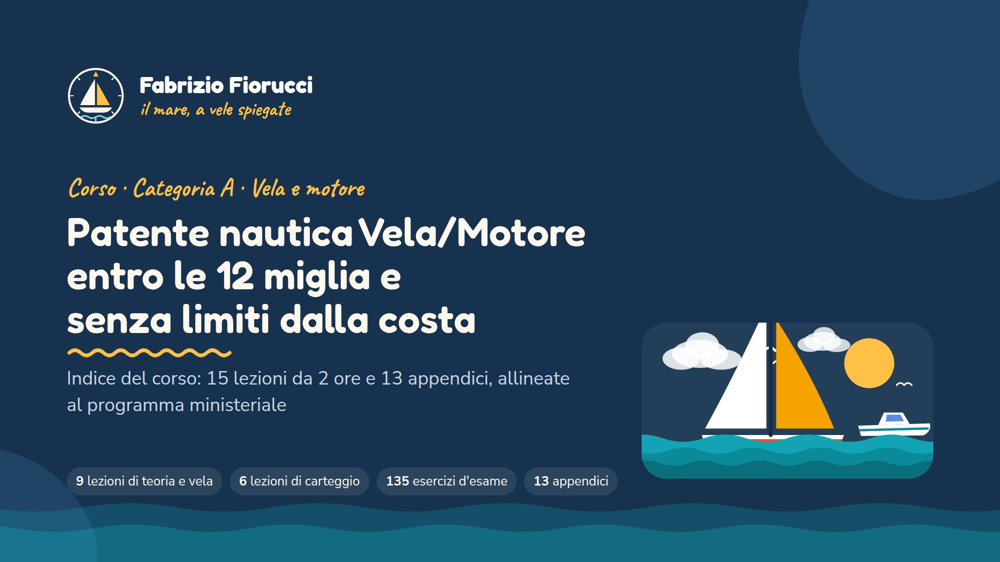 Fabrizio Fiorucci
il mare, a vele spiegate
Corso · Categoria A · Vela e motore
Patente nautica Vela/Motore
entro le 12 miglia e
senza limiti dalla costa
Indice del corso: 15 lezioni da 2 ore e 13 appendici, allineate
al programma ministeriale
9 lezioni di teoria e vela
6 lezioni di carteggio
135 esercizi d'esame
13 appendici